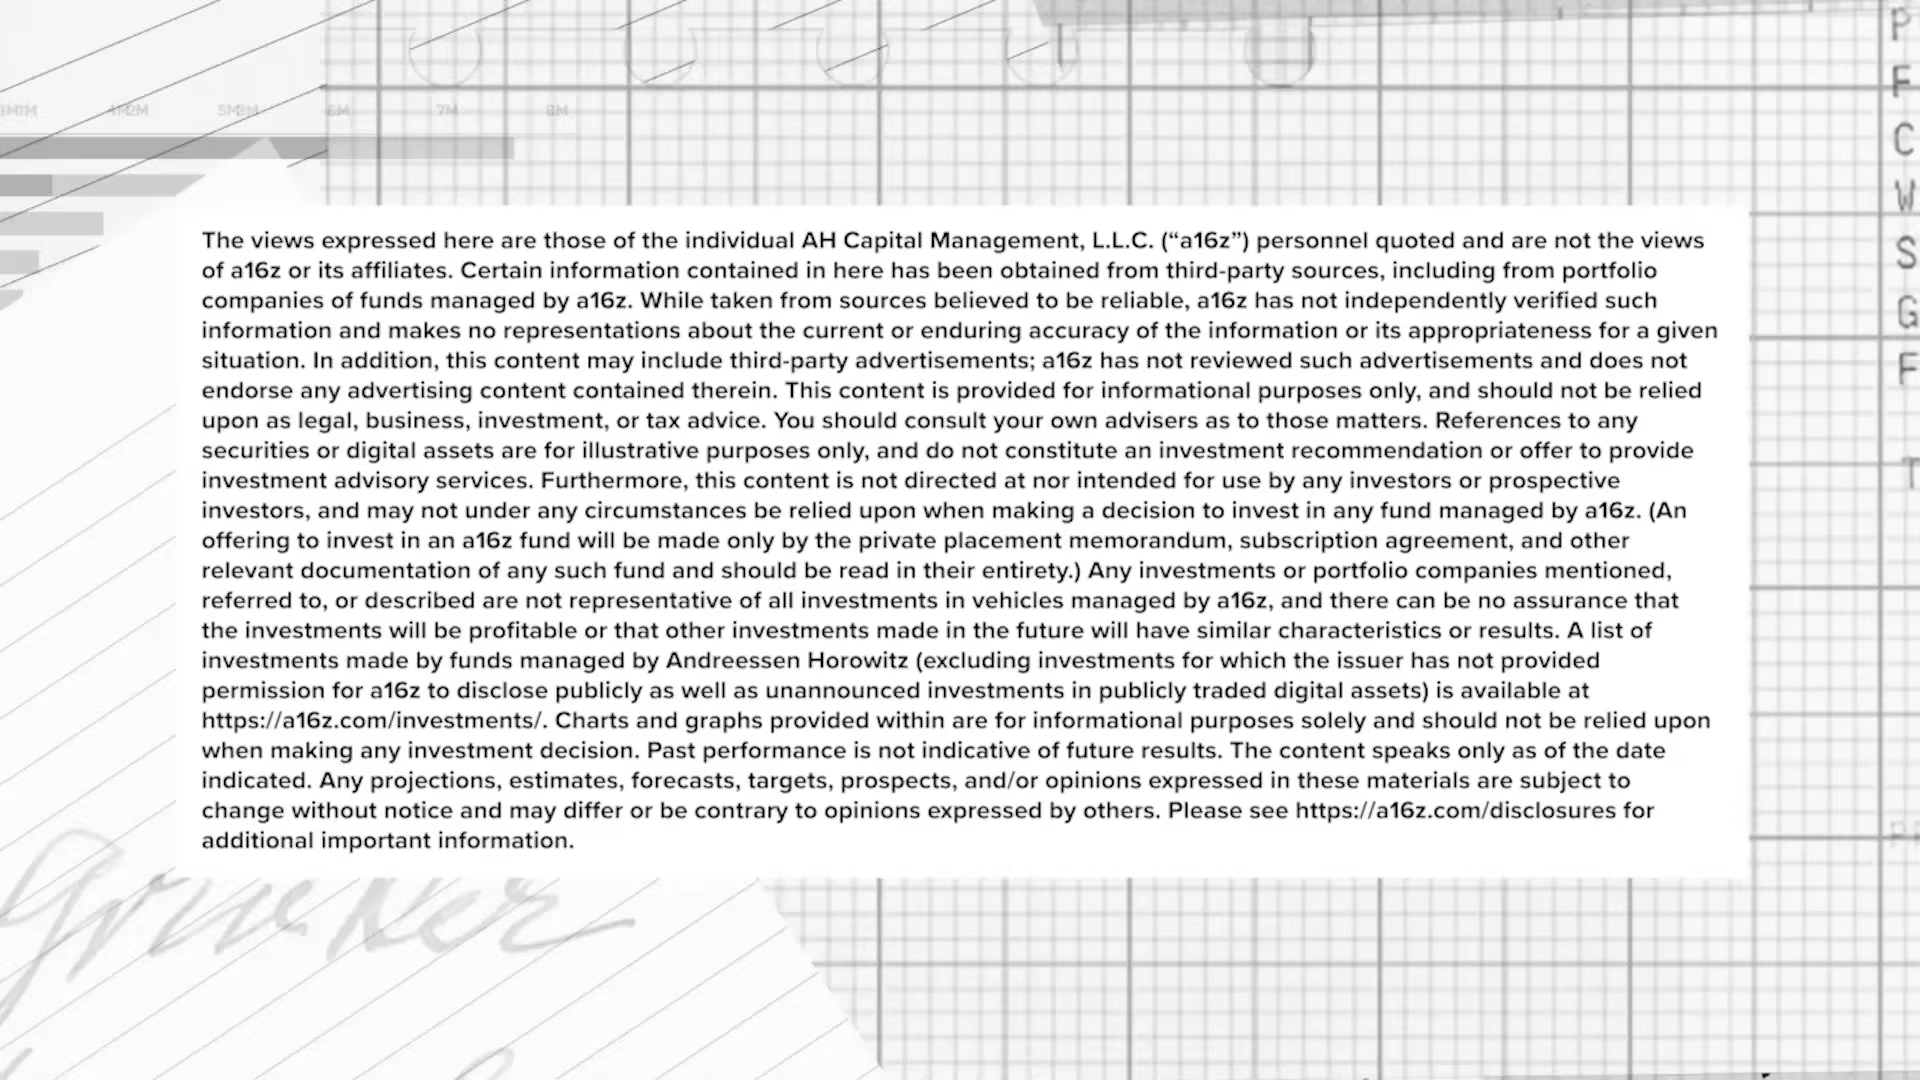 7M
8M
The views expressed here are those of the individual AH Capital Management, L.L.C. (“a16z”) personnel quoted and are not the views
of a16z or its affiliates. Certain information contained in here has been obtained from third-party sources, including from portfolio
companies of funds managed by a16z. While taken from sources believed to be reliable, a16z has not independently verified such
information and makes no representations about the current or enduring accuracy of the information or its appropriateness for a given
situation. In addition, this content may include third-party advertisements; a16z has not reviewed such advertisements and does not
endorse any advertising content contained therein. This content is provided for informational purposes only, and should not be relied
upon as legal, business, investment, or tax advice. You should consult your own advisers as to those matters. References to any
securities or digital assets are for illustrative purposes only, and do not constitute an investment recommendation or offer to provide
investment advisory services. Furthermore, this content is not directed at nor intended for use by any investors or prospective
investors, and may not under any circumstances be relied upon when making a decision to invest in any fund managed by a16z. (An
offering to invest in an a16z fund will be made only by the private placement memorandum, subscription agreement, and other
relevant documentation of any such fund and should be read in their entirety.) Any investments or portfolio companies mentioned,
referred to, or described are not representative of all investments in vehicles managed by a16z, and there can be no assurance that
the investments will be profitable or that other investments made in the future will have similar characteristics or results. A list of
investments made by funds managed by Andreessen Horowitz (excluding investments for which the issuer has not provided
permission for a16z to disclose publicly as well as unannounced investments in publicly traded digital assets) is available at
https://a16z.com/investments/. Charts and graphs provided within are for informational purposes solely and should not be relied upon
when making any investment decision. Past performance is not indicative of future results. The content speaks only as of the date
indicated. Any projections, estimates, forecasts, targets, prospects, and/or opinions expressed in these materials are subject to
change without notice and may differ or be contrary to opinions expressed by others. Please see https://a16z.com/disclosures for
additional important information.
P
F
C
W
S
G
F
T